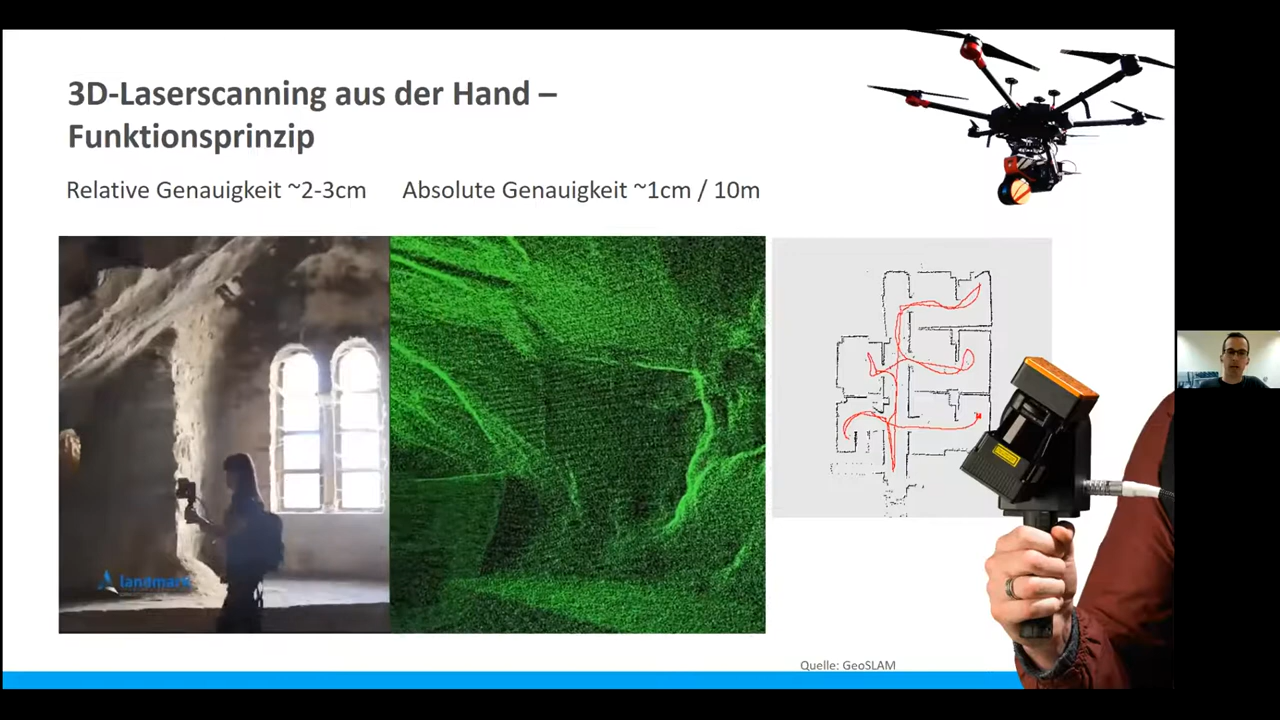 3D-Laserscanning aus der Hand –
Funktionsprinzip
Relative Genauigkeit ~2-3cm
Absolute Genauigkeit ~1cm / 10m
landmark
Quelle: GeoSLAM